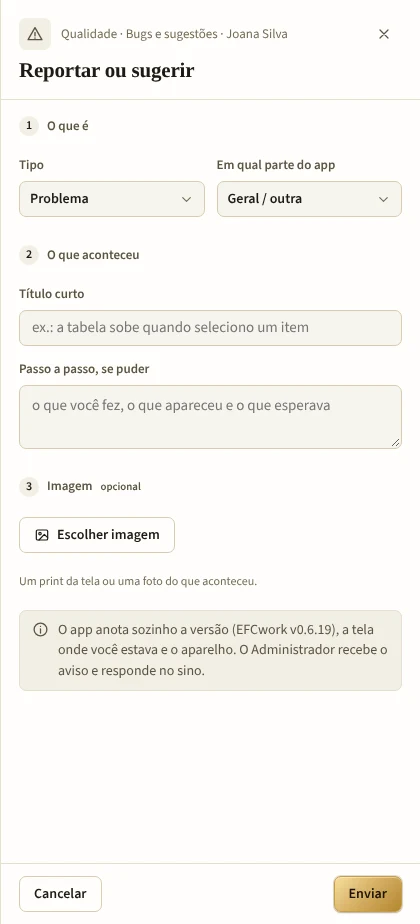 Qualidade · Bugs e sugestões · Joana Silva
Reportar ou sugerir
1 O que é
Tipo
Em qual parte do app
Problema
Geral / outra
2 O que aconteceu
Título curto
ex.: a tabela sobe quando seleciono um item
Passo a passo, se puder
o que você fez, o que apareceu e o que esperava
3 Imagem opcional
Escolher imagem
Um print da tela ou uma foto do que aconteceu.
O app anota sozinho a versão (EFCwork v0.6.19), a tela
onde você estava e o aparelho. O Administrador recebe o
aviso e responde no sino.
Cancelar
Enviar